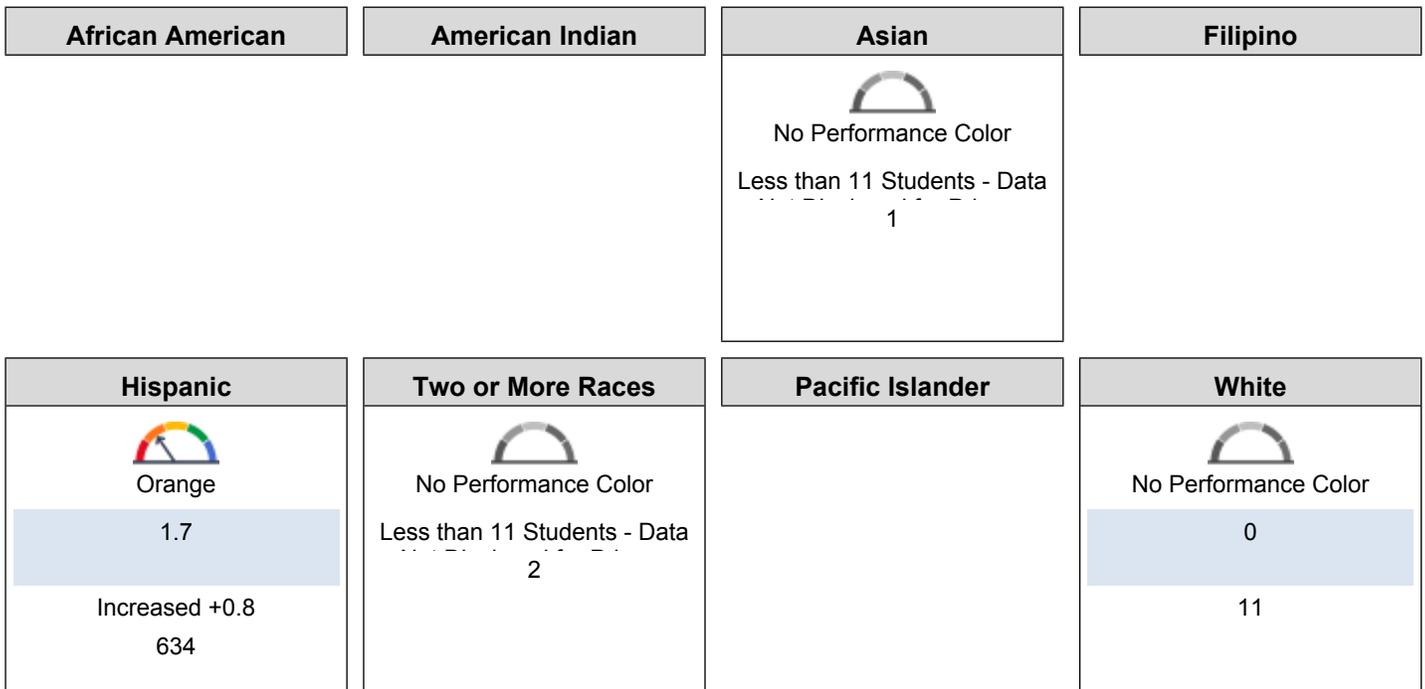 African American
American Indian
Asian
Filipino
No Performance Color
Less than 11 Students - Data
1
Hispanic
Two or More Races
Pacific Islander
White
Orange
1.7
Increased +0.8
634
No Performance Color
Less than 11 Students - Data
2
No Performance Color
0
11